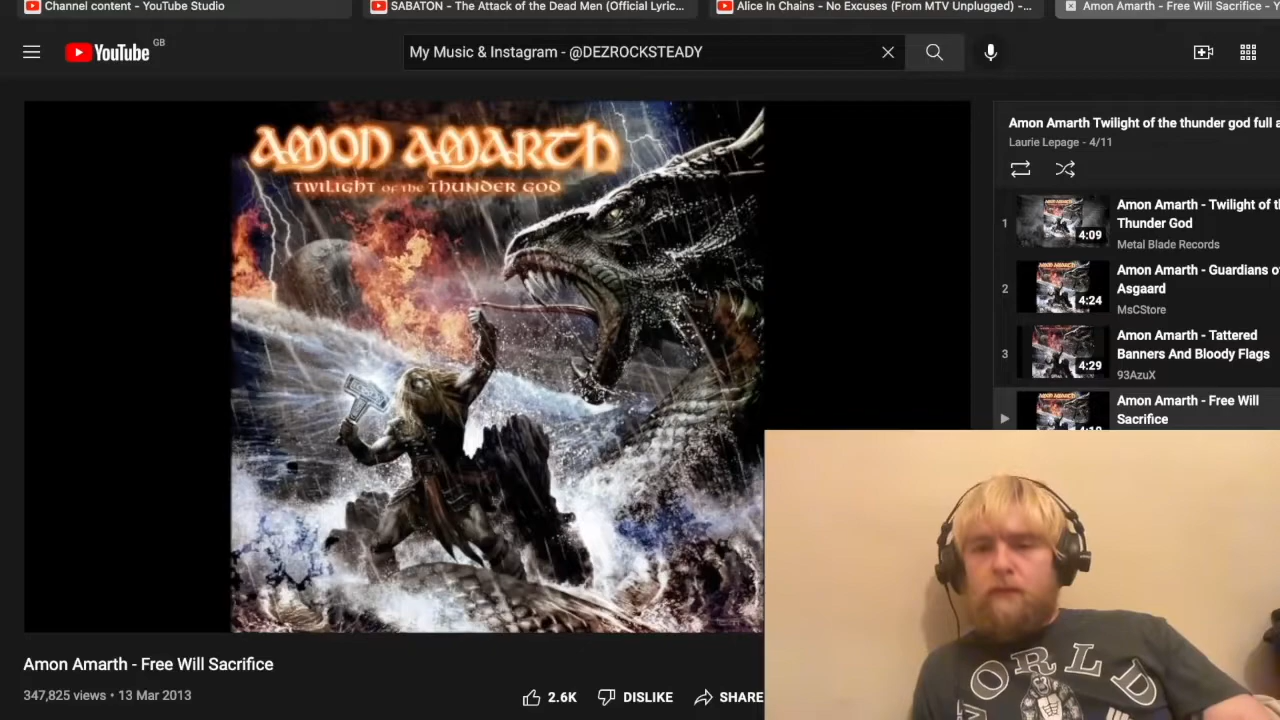 Channel content - YouTube Studio
SABATON - The Attack of the Dead Men (Official Lyric...
Alice In Chains - No Excuses (From MTV Unplugged) -...
Amon Amarth - Free Will Sacrifice - Y
YouTube GB
My Music & Instagram - @DEZROCKSTEADY
AMON AMARTH
TWILIGHT OF THE THUNDER GOD
Amon Amarth Twilight of the thunder god full a
Laurie Lepage - 4/11
1
4:09
Amon Amarth - Twilight of th
Thunder God
Metal Blade Records
2
4:24
Amon Amarth - Guardians of
Asgaard
MsCStore
3
4:29
Amon Amarth - Tattered
Banners And Bloody Flags
93AzuX
Amon Amarth - Free Will
Sacrifice
Amon Amarth - Free Will Sacrifice
347,825 views • 13 Mar 2013
2.6K
DISLIKE
SHARE
WORLD